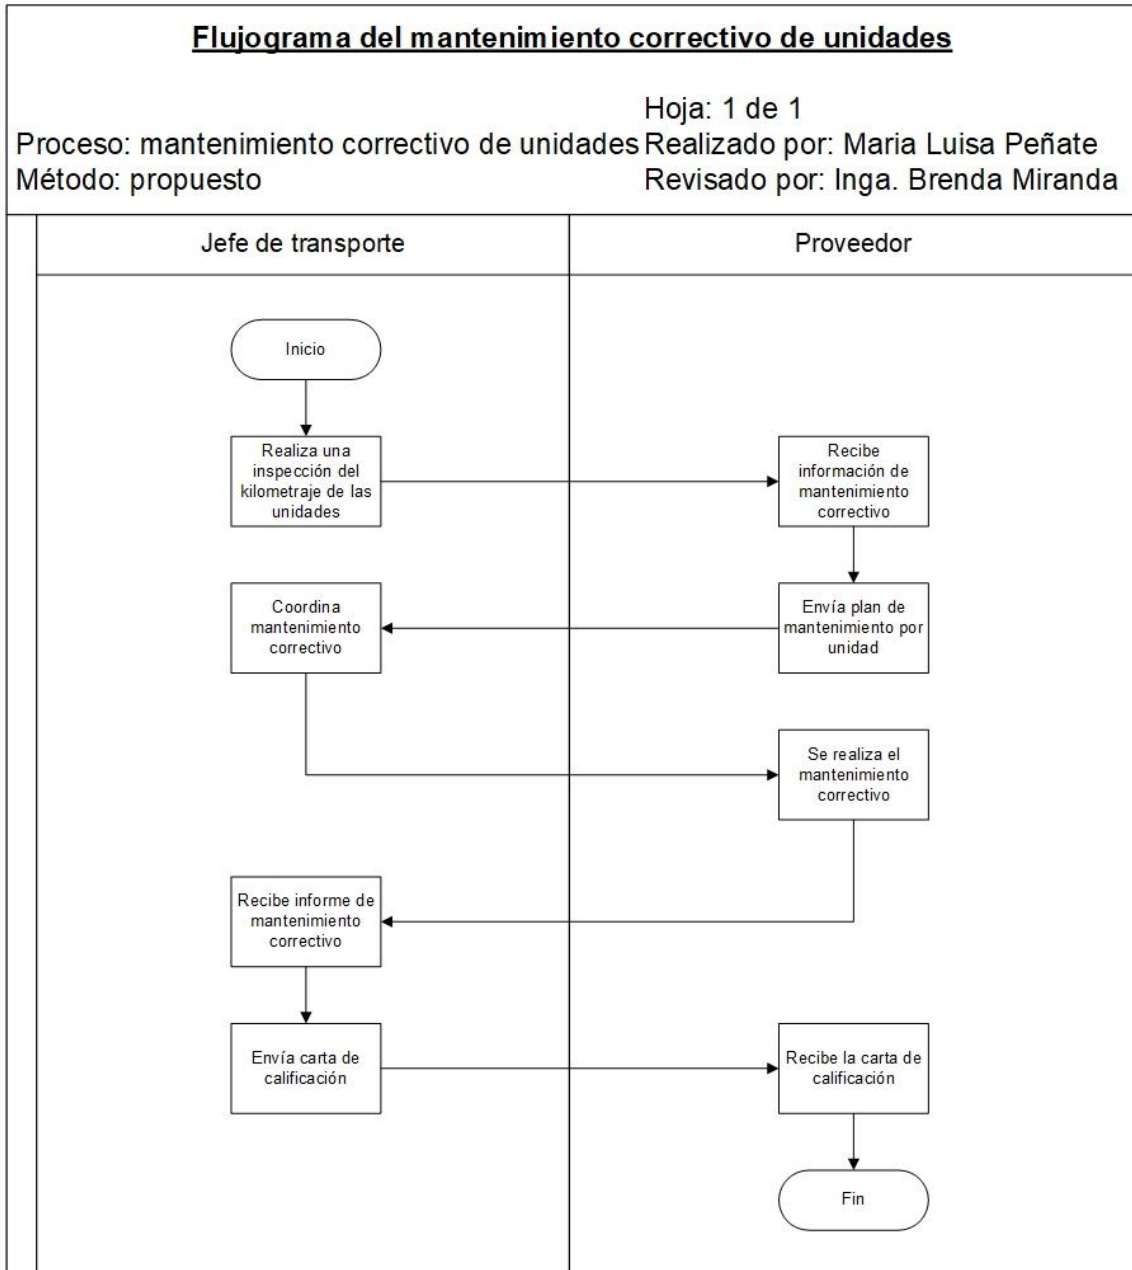 Flujograma del mantenimiento correctivo de unidades
Hoja: 1 de 1
Proceso: mantenimiento correctivo de unidades Realizado por: Maria Luisa Peñate
Método: propuesto Revisado por: Inga. Brenda Miranda
Jefe de transporte
Proveedor
Inicio
Realiza una
inspección del
kilometraje de las
unidades
Recibe
información de
mantenimiento
correctivo
Coordina
mantenimiento
correctivo
Envía plan de
mantenimiento por
unidad
Se realiza el
mantenimiento
correctivo
Recibe informe de
mantenimiento
correctivo
Envía carta de
calificación
Recibe la carta de
calificación
Fin